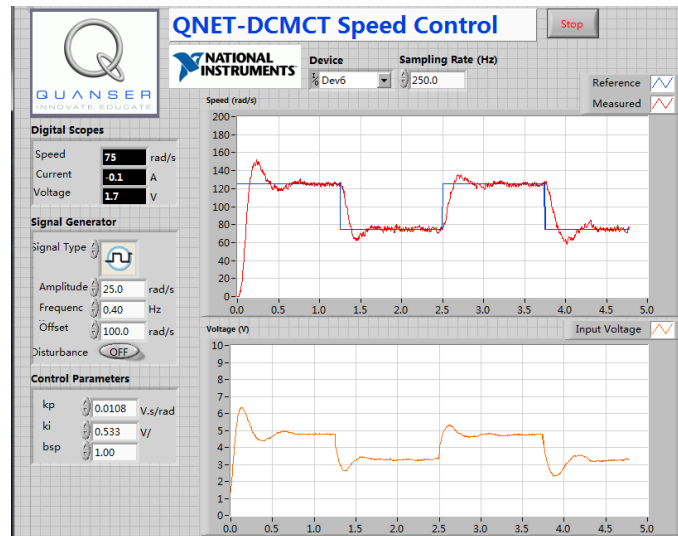 QNET-DCMCT Speed Control
Stop
QUANSER
INNOVATE EDUCATE
NATIONAL
INSTRUMENTS
Device
Sampling Rate (Hz)
Dev6
250.0
Reference
Measured
Digital Scopes
Speed 75 rad/s
Current -0.1 A
Voltage 1.7 V
Signal Generator
Signal Type
Amplitude 25.0 rad/s
Frequenc 0.40 Hz
Offset 100.0 rad/s
Disturbance OFF
Control Parameters
kp 0.0108 V.s/rad
ki 0.533 V/
bsp 1.00
Speed (rad/s)
200
180
160
140
120
100
80
60
40
20
0
0.0 0.5 1.0 1.5 2.0 2.5 3.0 3.5 4.0 4.5 5.0
Voltage (V)
Input Voltage
10
9
8
7
6
5
4
3
2
1
0
0.0 0.5 1.0 1.5 2.0 2.5 3.0 3.5 4.0 4.5 5.0